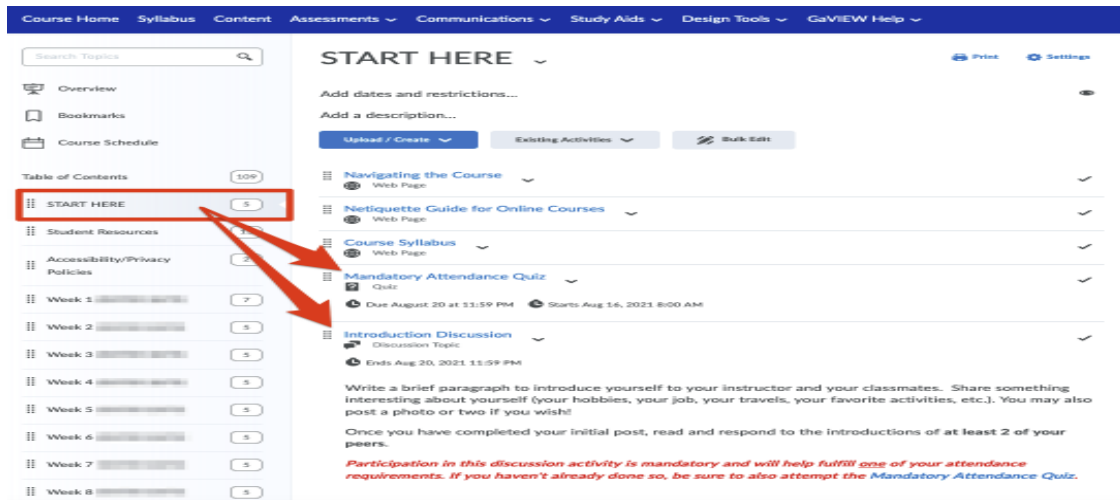 Course Home Syllabus Content Assessments Communications Study Aids Design Tools GaVIEW Help
Search Topics
Overview
Bookmarks
Course Schedule
Table of Contents 109
START HERE 5
Student Resources
Accessibility/Privacy
Policies
2
Week 1 7
Week 2 5
Week 3 5
Week 4 5
Week 5 5
Week 6 5
Week 7 5
Week 8 5
START HERE
Print Settings
Add dates and restrictions...
Add a description...
Upload / Create Existing Activities Bulk Edit
Navigating the Course
Web Page
Netiquette Guide for Online Courses
Web Page
Course Syllabus
Web Page
Mandatory Attendance Quiz
Quiz
Due August 20 at 11:59 PM Starts Aug 16, 2021 8:00 AM
Introduction Discussion
Discussion Topic
Ends Aug 20, 2021 11:59 PM
Write a brief paragraph to introduce yourself to your instructor and your classmates. Share something
interesting about yourself (your hobbies, your job, your travels, your favorite activities, etc.). You may also
post a photo or two if you wish!
Once you have completed your initial post, read and respond to the introductions of at least 2 of your
peers.
Participation in this discussion activity is mandatory and will help fulfill one of your attendance
requirements. If you haven't already done so, be sure to also attempt the Mandatory Attendance Quiz.